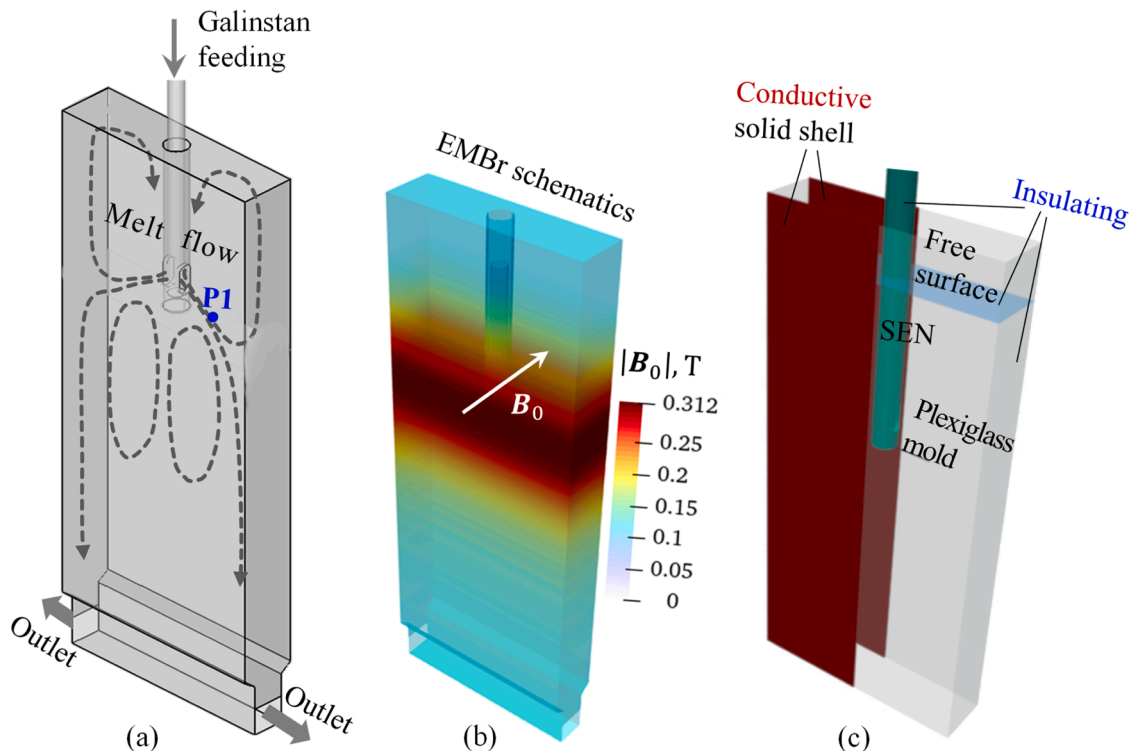 Galinstan
feeding
Melt flow
P1
Outlet
Outlet
(a)
EMBr schematics
B₀
|B₀|, T
0.312
0.25
0.2
0.15
0.1
0.05
0
(b)
Conductive
solid shell
Insulating
Free
surface
SEN
Plexiglass
mold
(c)